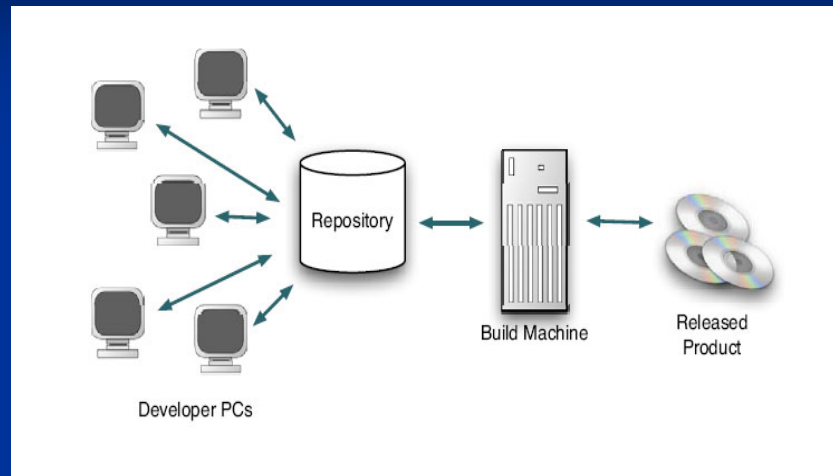 Repository
Build Machine
Released
Product
Developer PCs